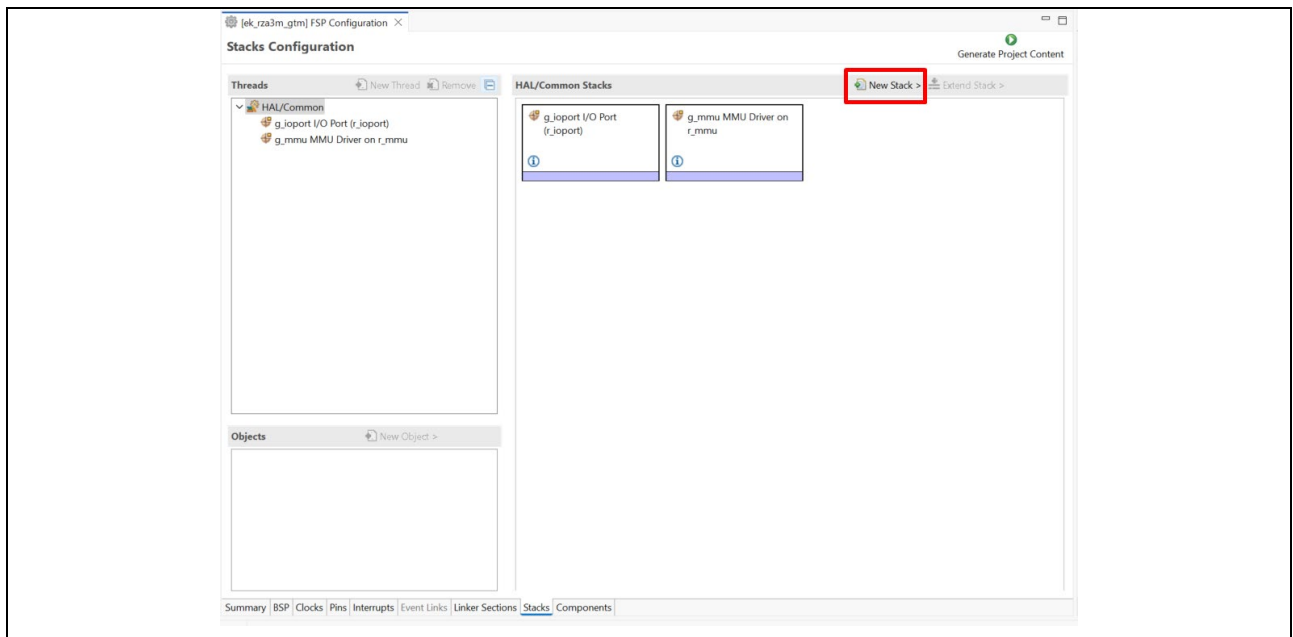 [ek_rza3m_gtm] FSP Configuration
Stacks Configuration
Generate Project Content
Threads
New Thread
Remove
HAL/Common
g_ioport I/O Port (r_ioport)
g_mmu MMU Driver on r_mmu
HAL/Common Stacks
New Stack >
Extend Stack >
g_ioport I/O Port
(r_ioport)
g_mmu MMU Driver on
r_mmu
Objects
New Object >
Summary BSP Clocks Pins Interrupts Event Links Linker Sections Stacks Components